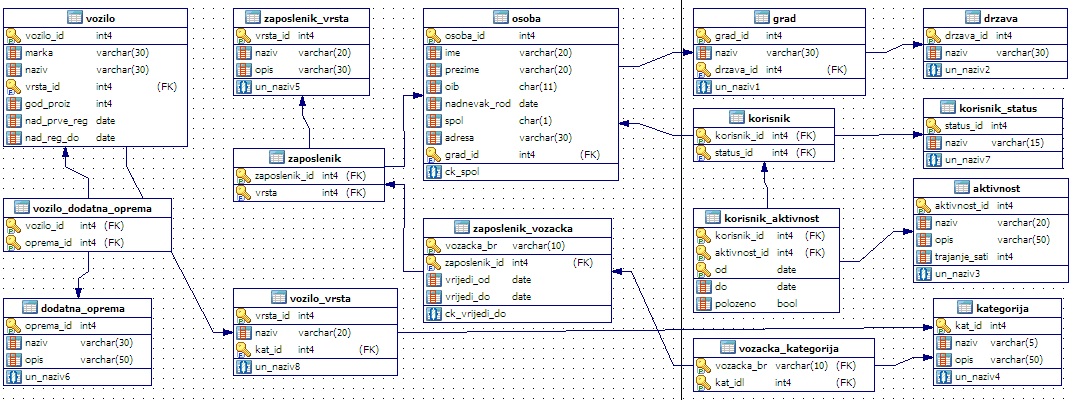 vozilo
vozilo_id int4
marka varchar(30)
naziv varchar(30)
vrsta_id int4 (FK)
god_proiz int4
nad_prve_reg date
nad_reg_do date
zaposlenik_vrsta
vrsta_id int4
naziv varchar(20)
opis varchar(30)
un_naziv5
osoba
osoba_id int4
ime varchar(20)
prezime varchar(20)
oib char(11)
nadnevak_rod date
spol char(1)
adresa varchar(30)
grad_id int4 (FK)
ck_spol
grad
grad_id int4
naziv varchar(30)
drzava_id int4 (FK)
un_naziv1
drzava
drzava_id int4
naziv varchar(30)
un_naziv2
korisnik
korisnik_id int4 (FK)
status_id int4 (FK)
korisnik_status
status_id int4
naziv varchar(15)
un_naziv7
zaposlenik
zaposlenik_id int4 (FK)
vrsta int4 (FK)
vozilo_dodatna_oprema
vozilo_id int4 (FK)
oprema_id int4 (FK)
zaposlenik_vozacka
vozacka_br varchar(10)
zaposlenik_id int4 (FK)
vrijedi_od date
vrijedi_do date
ck_vrijedi_do
korisnik_aktivnost
korisnik_id int4 (FK)
aktivnost_id int4 (FK)
od date
do date
polozeno bool
aktivnost
aktivnost_id int4
naziv varchar(20)
opis varchar(50)
trajanje_sati int4
un_naziv3
dodatna_oprema
oprema_id int4
naziv varchar(30)
opis varchar(50)
un_naziv6
vozilo_vrsta
vrsta_id int4
naziv varchar(20)
kat_id int4 (FK)
un_naziv8
vozacka_kategorija
vozacka_br varchar(10) (FK)
kat_idl int4 (FK)
kategorija
kat_id int4
naziv varchar(5)
opis varchar(50)
un_naziv4